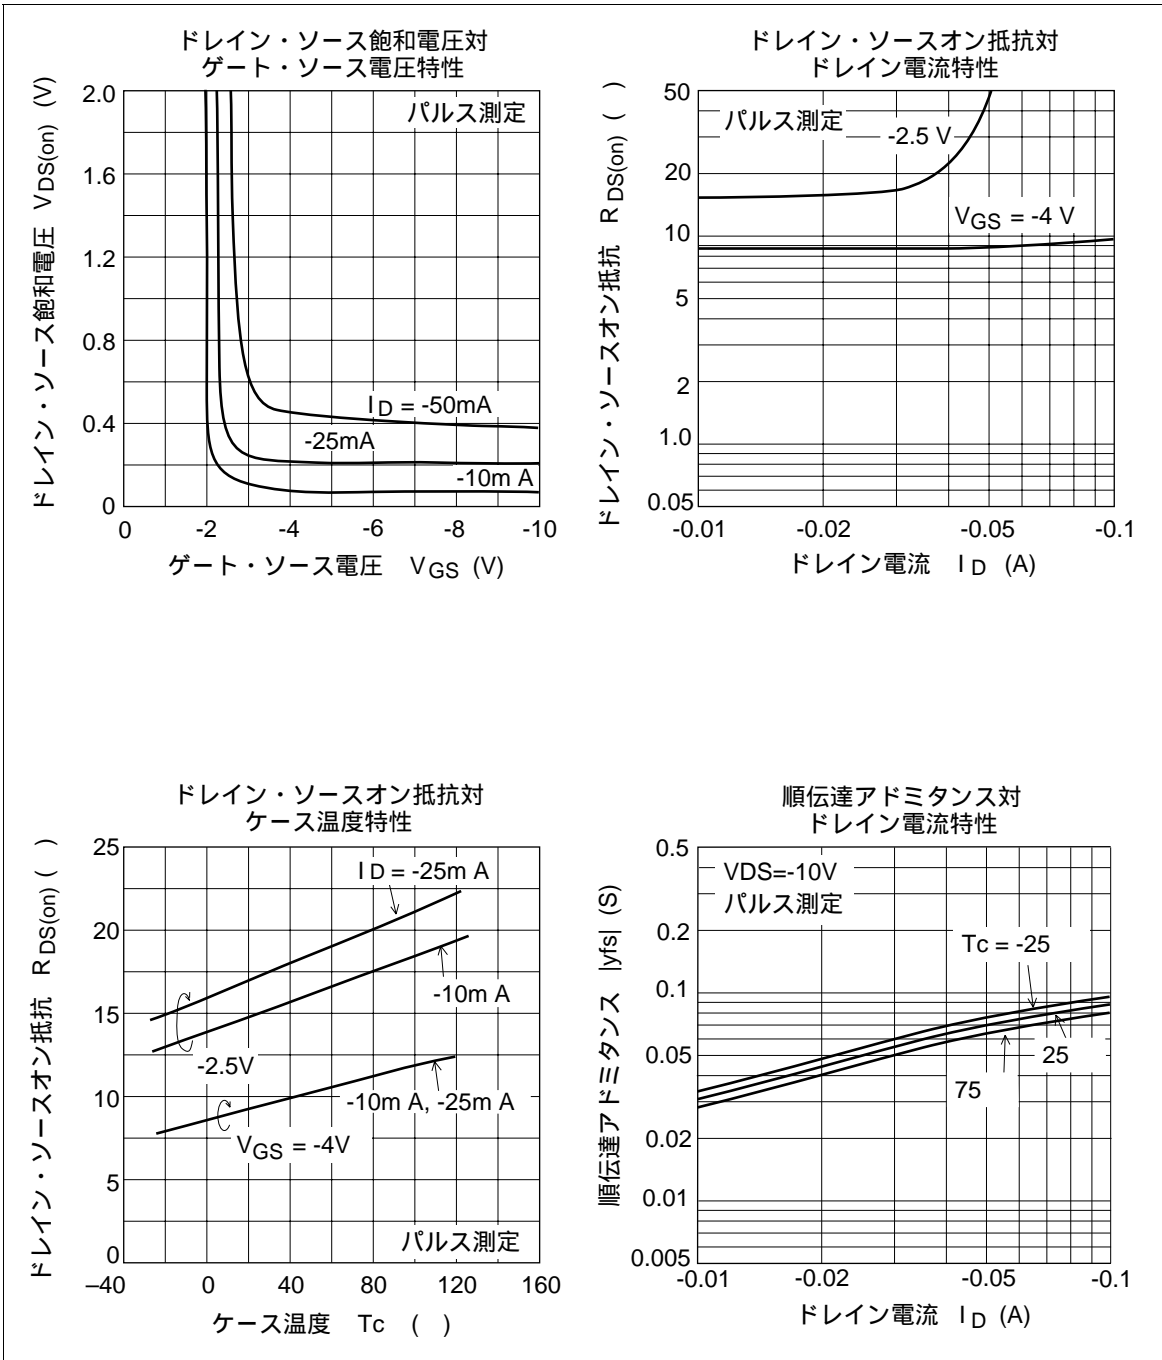 ドレイン・ソース飽和電圧対
ゲート・ソース電圧特性
ドレイン・ソース飽和電圧 VDS(on) (V)
2.0
1.6
1.2
0.8
0.4
0
パルス測定
ID = -50mA
-25mA
-10m A
0 -2 -4 -6 -8 -10
ゲート・ソース電圧 VGS (V)
ドレイン・ソースオン抵抗対
ドレイン電流特性
ドレイン・ソースオン抵抗 RDS(on) ( )
50
20
10
5
2
1.0
0.05
パルス測定
-2.5 V
VGS = -4 V
-0.01 -0.02 -0.05 -0.1
ドレイン電流 ID (A)
ドレイン・ソースオン抵抗対
ケース温度特性
ドレイン・ソースオン抵抗 RDS(on) ( )
25
20
15
10
5
0
ID = -25m A
-10m A
-2.5V
-10m A, -25m A
VGS = -4V
パルス測定
–40 0 40 80 120 160
ケース温度 Tc ( )
順伝達アドミタンス対
ドレイン電流特性
順伝達アドミタンス |yfs| (S)
0.5
0.2
0.1
0.05
0.02
0.01
0.005
VDS=-10V
パルス測定
Tc = -25
25
75
-0.01 -0.02 -0.05 -0.1
ドレイン電流 ID (A)